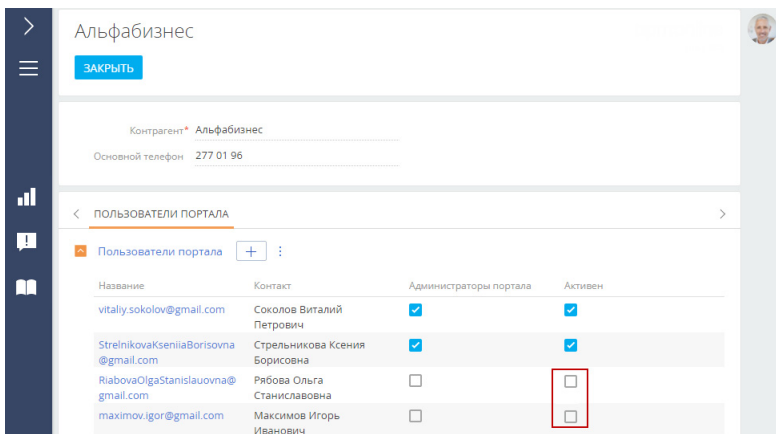 Альфабизнес
ЗАКРЫТЬ
Контрагент* Альфабизнес
Основной телефон 277 01 96
ПОЛЬЗОВАТЕЛИ ПОРТАЛА
Пользователи портала
Название Контакт Администраторы портала Активен
vitaliy.sokolov@gmail.com Соколов Виталий
Петрович
StrelnikovaKseniiaBorisovna Стрельникова Ксения
@gmail.com Борисовна
RiabovaOlgaStanislauovna@ Рябова Ольга
gmail.com Станиславовна
maximov.igor@gmail.com Максимов Игорь
Иванович